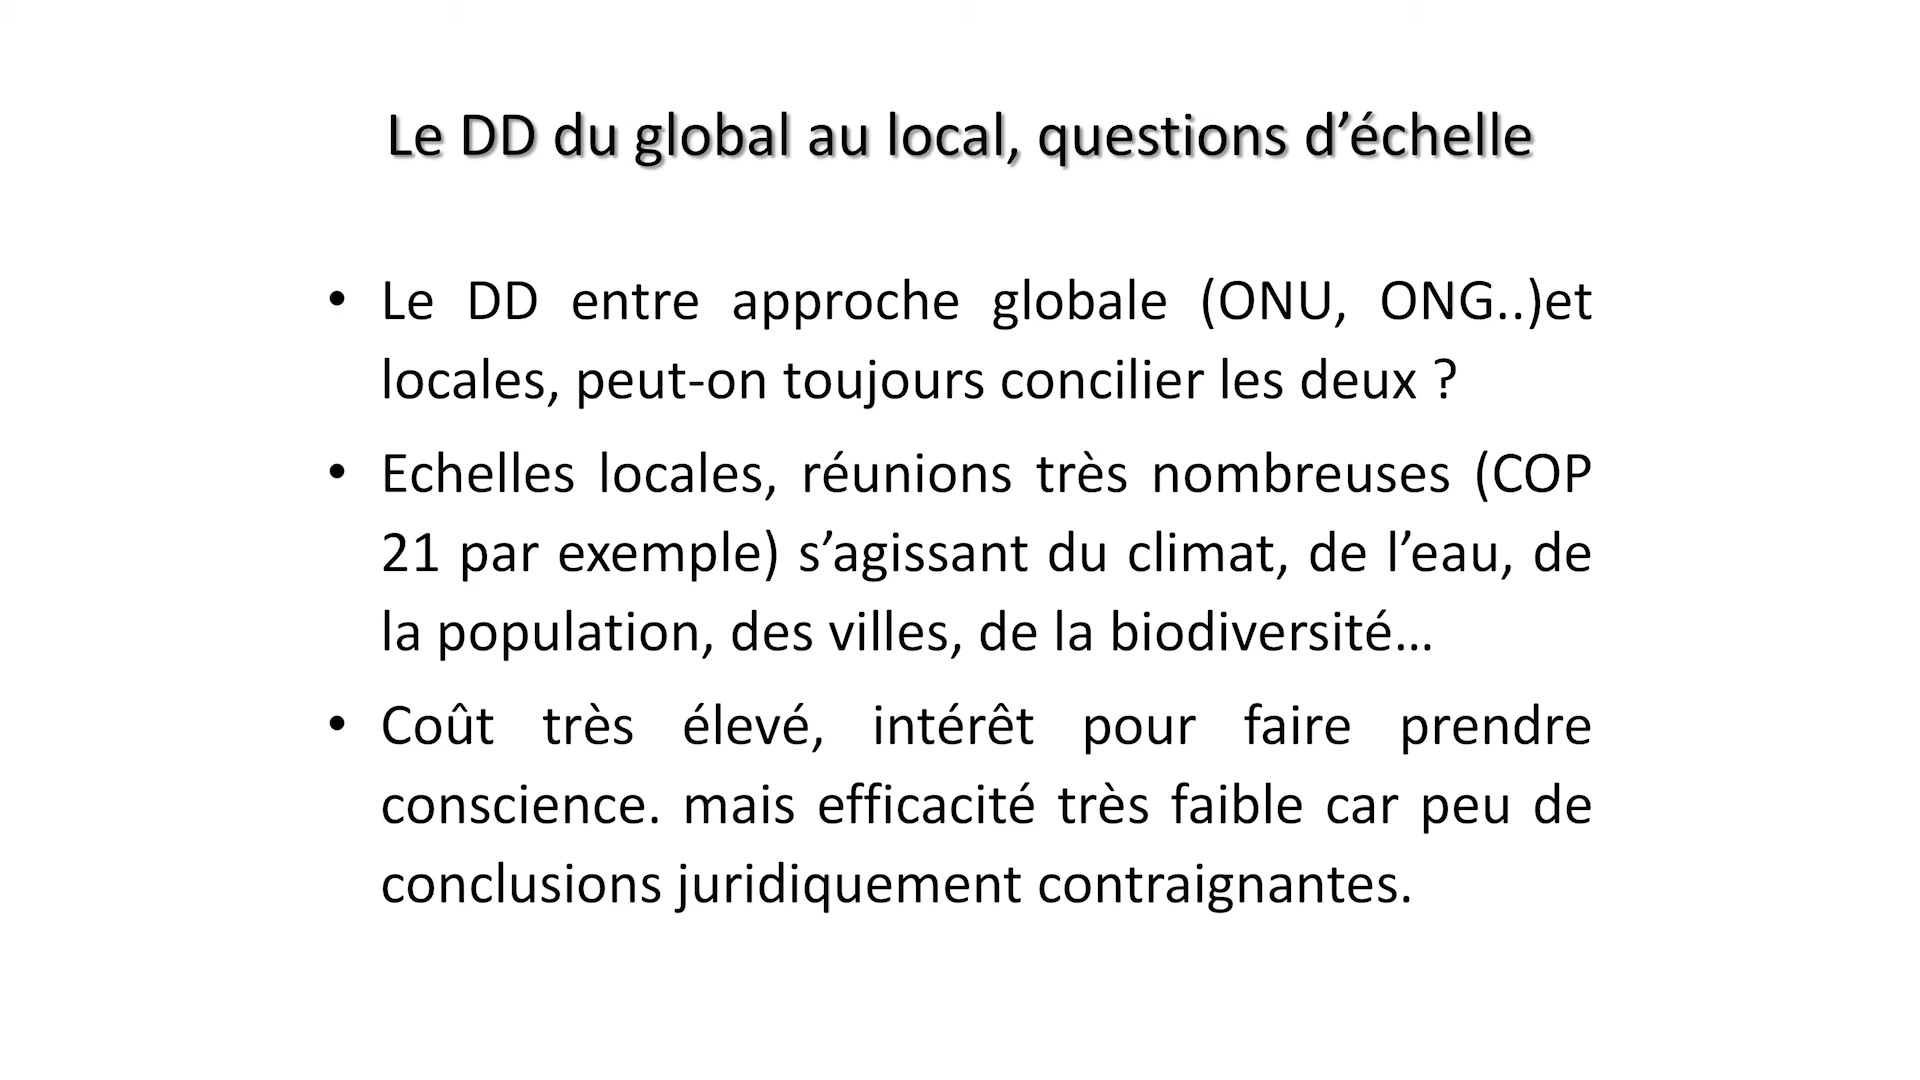 Le DD du global au local, questions d’échelle
• Le DD entre approche globale (ONU, ONG..)et
locales, peut-on toujours concilier les deux ?
• Echelles locales, réunions très nombreuses (COP
21 par exemple) s’agissant du climat, de l’eau, de
la population, des villes, de la biodiversité…
• Coût très élevé, intérêt pour faire prendre
conscience. mais efficacité très faible car peu de
conclusions juridiquement contraignantes.